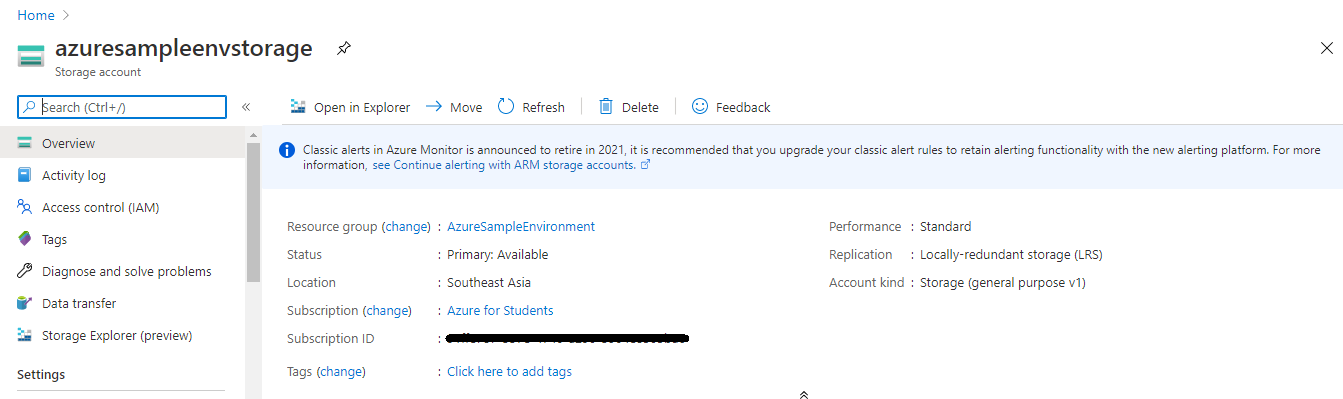 Home
azuresampleenvstorage
Storage account
Search (Ctrl+/)
Open in Explorer Move Refresh Delete Feedback
Overview
Activity log
Access control (IAM)
Tags
Diagnose and solve problems
Data transfer
Storage Explorer (preview)
Settings
Classic alerts in Azure Monitor is announced to retire in 2021, it is recommended that you upgrade your classic alert rules to retain alerting functionality with the new alerting platform. For more
information, see Continue alerting with ARM storage accounts.
Resource group (change) : AzureSampleEnvironment
Status : Primary: Available
Location : Southeast Asia
Subscription (change) : Azure for Students
Subscription ID :
Tags (change) : Click here to add tags
Performance : Standard
Replication : Locally-redundant storage (LRS)
Account kind : Storage (general purpose v1)